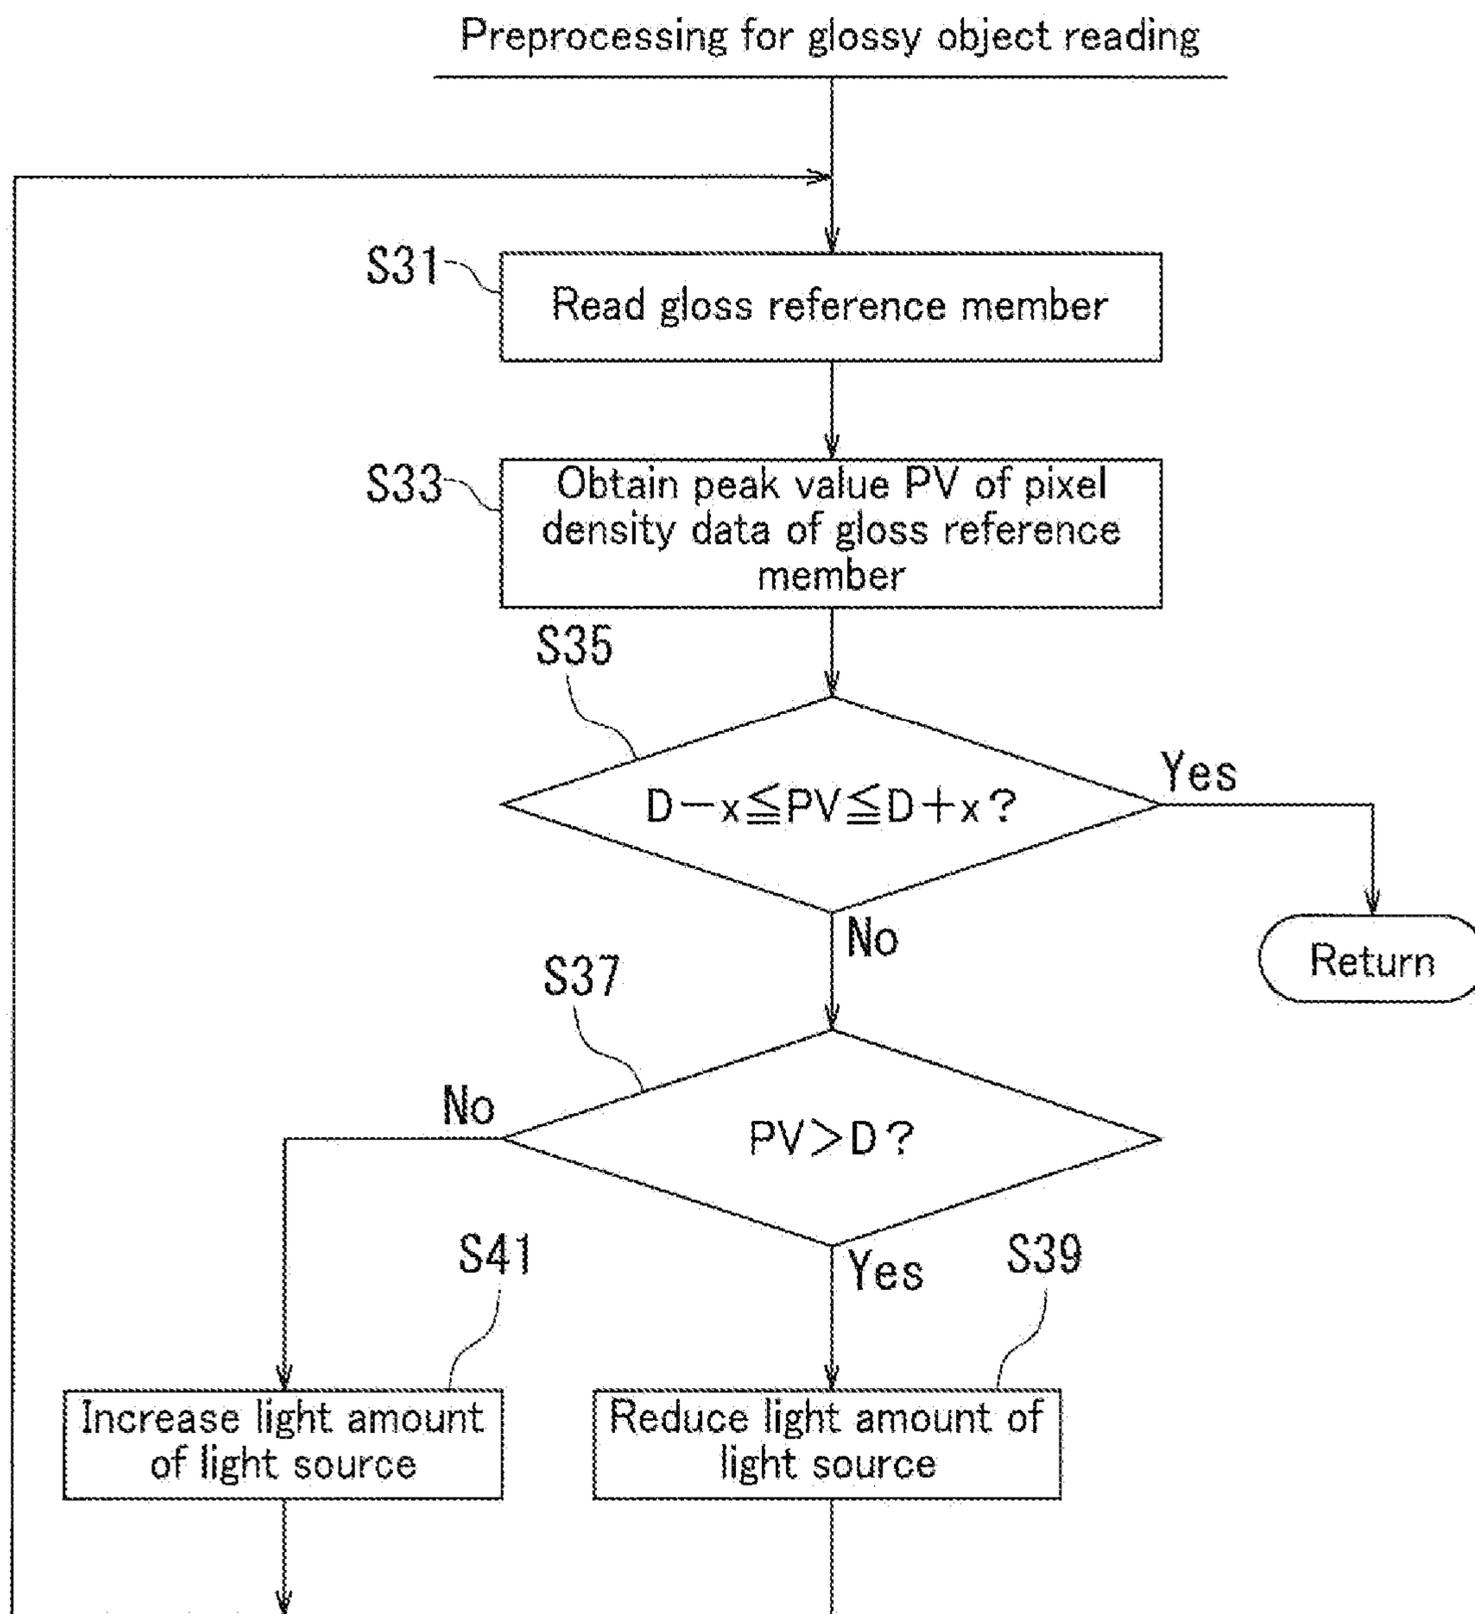 Preprocessing for glossy object reading
S31
Read gloss reference member
S33
Obtain peak value PV of pixel
density data of gloss reference
member
S35
D－x≦PV≦D＋x？
Yes
No
Return
S37
No
PV＞D？
S41
Yes
S39
Increase light amount
of light source
Reduce light amount of
light source